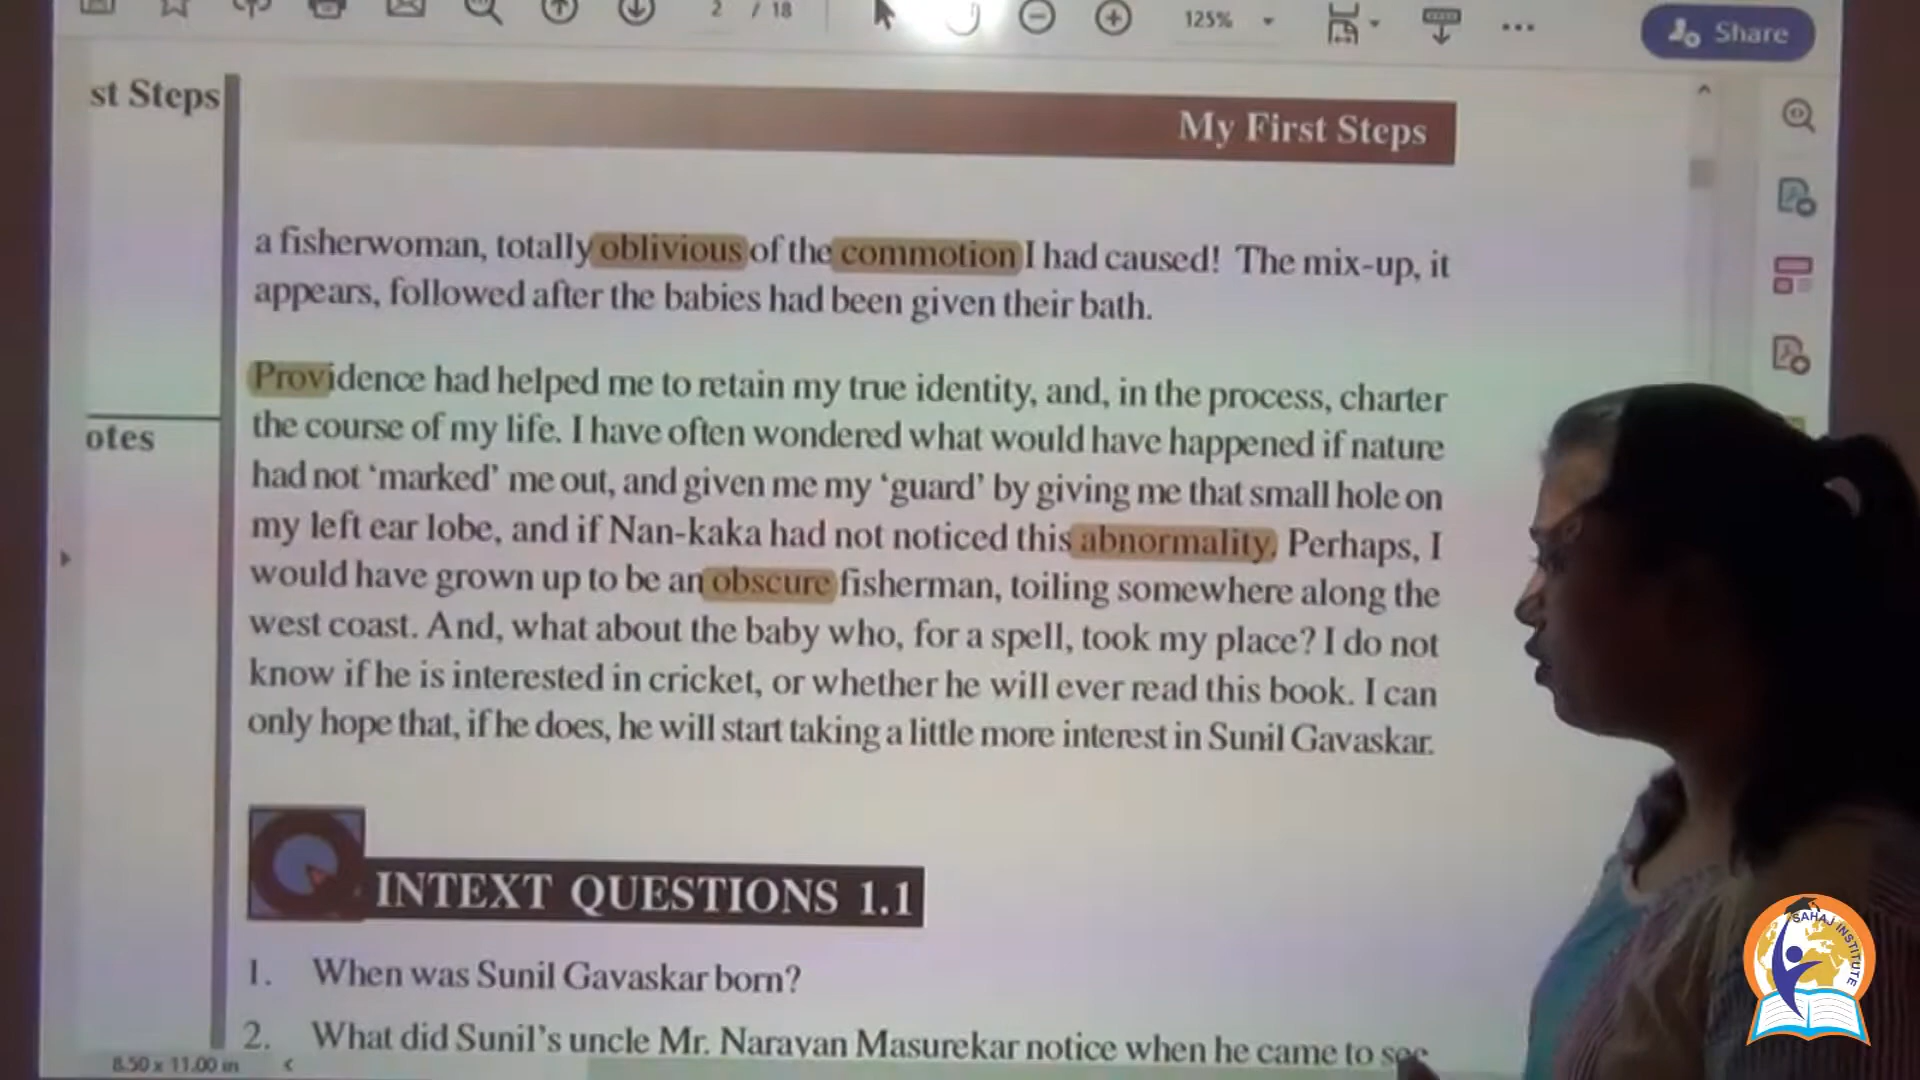 2 / 18
125%
Share
st Steps
My First Steps
a fisherwoman, totally oblivious of the commotion I had caused! The mix-up, it
appears, followed after the babies had been given their bath.
Providence had helped me to retain my true identity, and, in the process, charter
the course of my life. I have often wondered what would have happened if nature
otes
had not ‘marked’ me out, and given me my ‘guard’ by giving me that small hole on
my left ear lobe, and if Nan-kaka had not noticed this abnormality. Perhaps, I
would have grown up to be an obscure fisherman, toiling somewhere along the
west coast. And, what about the baby who, for a spell, took my place? I do not
know if he is interested in cricket, or whether he will ever read this book. I can
only hope that, if he does, he will start taking a little more interest in Sunil Gavaskar.
INTEXT QUESTIONS 1.1
1. When was Sunil Gavaskar born?
2. What did Sunil’s uncle Mr. Narayan Masurekar notice when he came to see
8.50 x 11.00 in
SAHAJ INSTITUTE